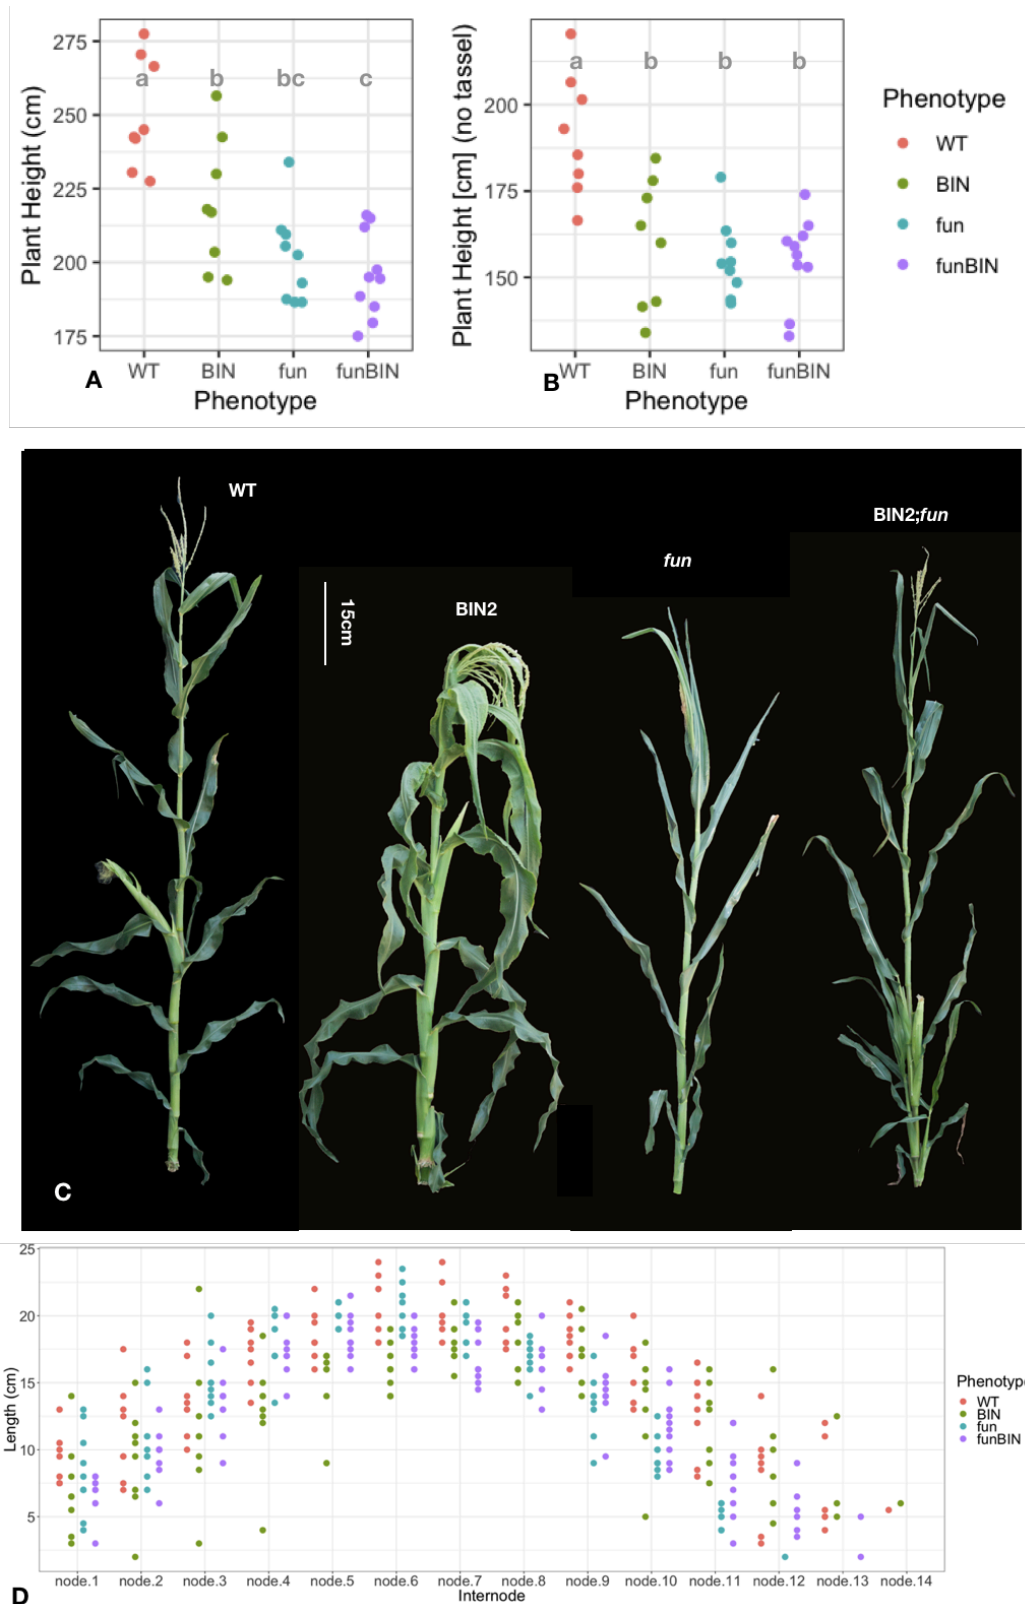 Plant Height (cm)
275
250
225
200
175
a
b
bc
c
WT
BIN
fun
funBIN
Phenotype
A
Plant Height [cm] (no tassel)
200
175
150
a
b
b
b
WT
BIN
fun
funBIN
Phenotype
B
Phenotype
WT
BIN
fun
funBIN
WT
BIN2
fun
BIN2;fun
15cm
C
Length (cm)
25
20
15
10
5
node.1 node.2 node.3 node.4 node.5 node.6 node.7 node.8 node.9 node.10 node.11 node.12 node.13 node.14
Internode
D
Phenotype
WT
BIN
fun
funBIN